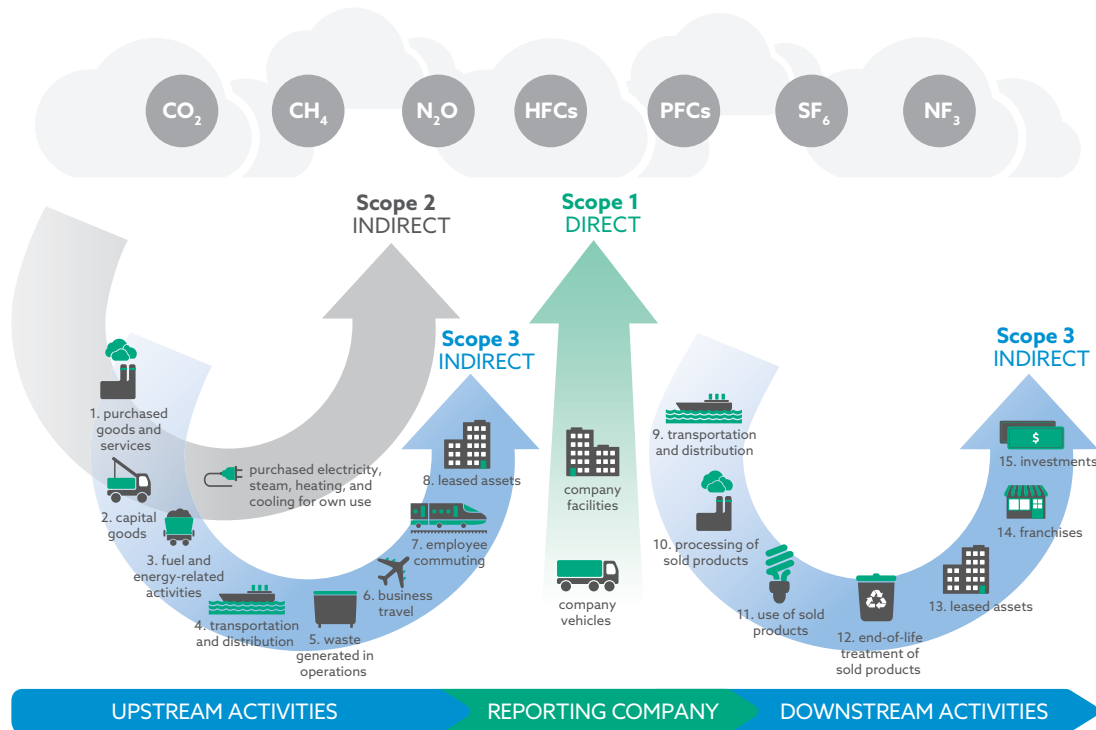 CO₂
CH₄
N₂O
HFCs
PFCs
SF₆
NF₃
Scope 2
INDIRECT
Scope 1
DIRECT
Scope 3
INDIRECT
Scope 3
INDIRECT
1. purchased
goods and
services
2. capital
goods
3. fuel and
energy-related
activities
4. transportation
and distribution
5. waste
generated in
operations
6. business
travel
7. employee
commuting
8. leased assets
purchased electricity,
steam, heating, and
cooling for own use
company
facilities
company
vehicles
9. transportation
and distribution
10. processing of
sold products
11. use of sold
products
12. end-of-life
treatment of
sold products
13. leased assets
14. franchises
$
15. investments
UPSTREAM ACTIVITIES
REPORTING COMPANY
DOWNSTREAM ACTIVITIES